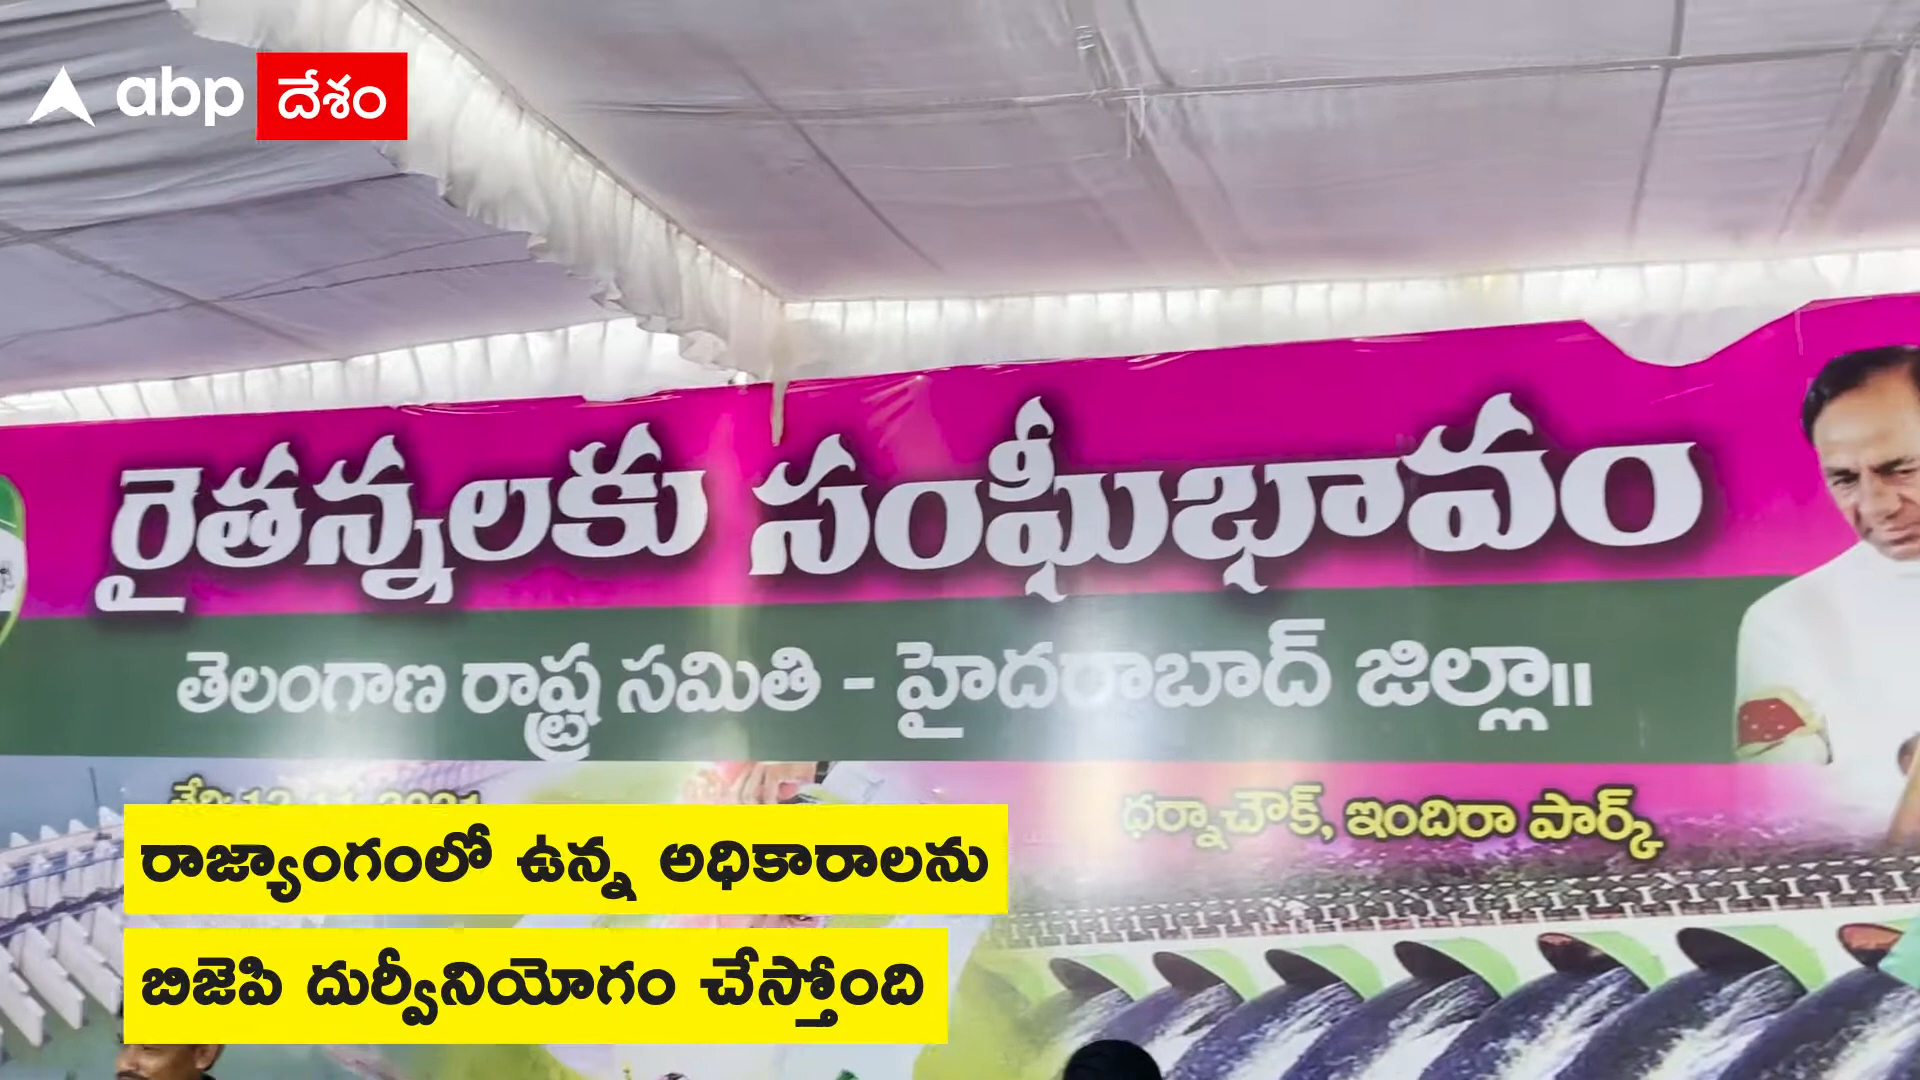 abp దేశం
రైతన్నలకు సంఘీభావం
తెలంగాణ రాష్ట్ర సమితి - హైదరాబాద్ జిల్లా॥
ధర్నాచౌక్, ఇందిరా పార్క్
రాజ్యాంగంలో ఉన్న అధికారాలను
బిజెపి దుర్వీనియోగం చేస్తోంది